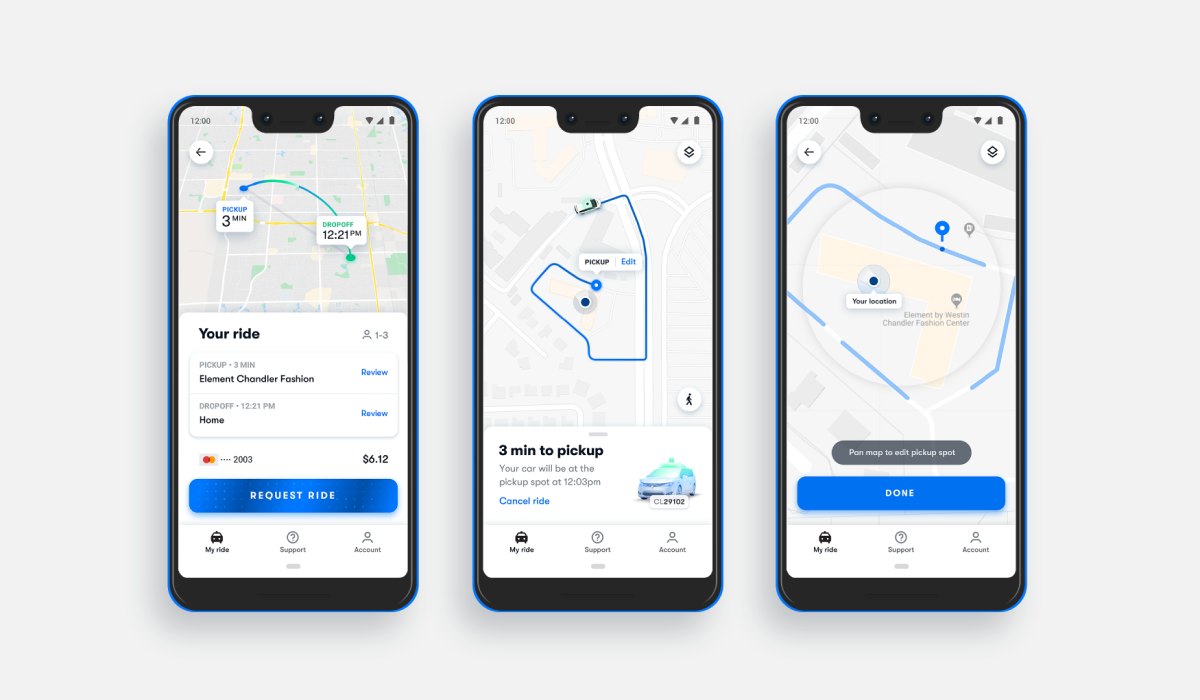 12:00
PICKUP
3 MIN
DROPOFF
12:21 PM
Your ride
1-3
PICKUP • 3 MIN
Element Chandler Fashion
Review
DROPOFF • 12:21 PM
Home
Review
•••• 2003
$6.12
REQUEST RIDE
My ride
Support
Account
12:00
PICKUP
Edit
3 min to pickup
Your car will be at the
pickup spot at 12:03pm
Cancel ride
CL29102
My ride
Support
Account
12:00
Your location
Element by Westin
Chandler Fashion Center
Pan map to edit pickup spot
DONE
My ride
Support
Account